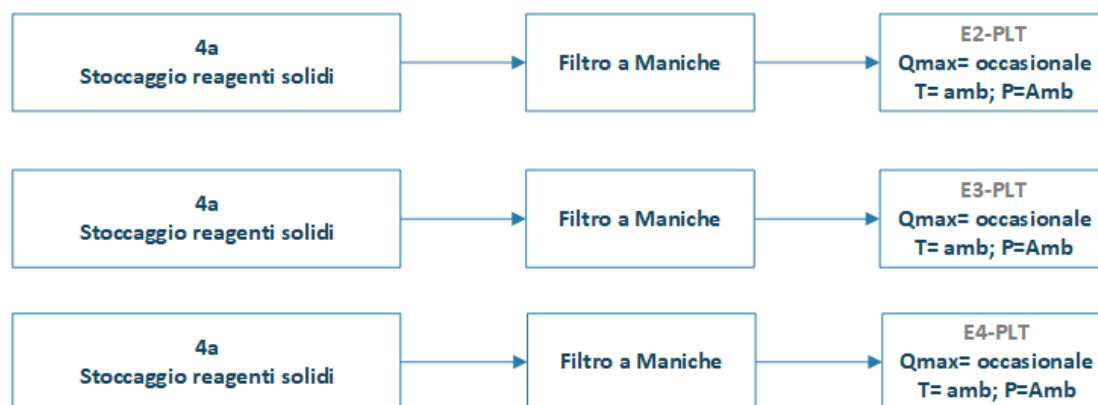 4a
Stoccaggio reagenti solidi
Filtro a Maniche
E2-PLT
Qmax= occasionale
T= amb; P=Amb
4a
Stoccaggio reagenti solidi
Filtro a Maniche
E3-PLT
Qmax= occasionale
T= amb; P=Amb
4a
Stoccaggio reagenti solidi
Filtro a Maniche
E4-PLT
Qmax= occasionale
T= amb; P=Amb